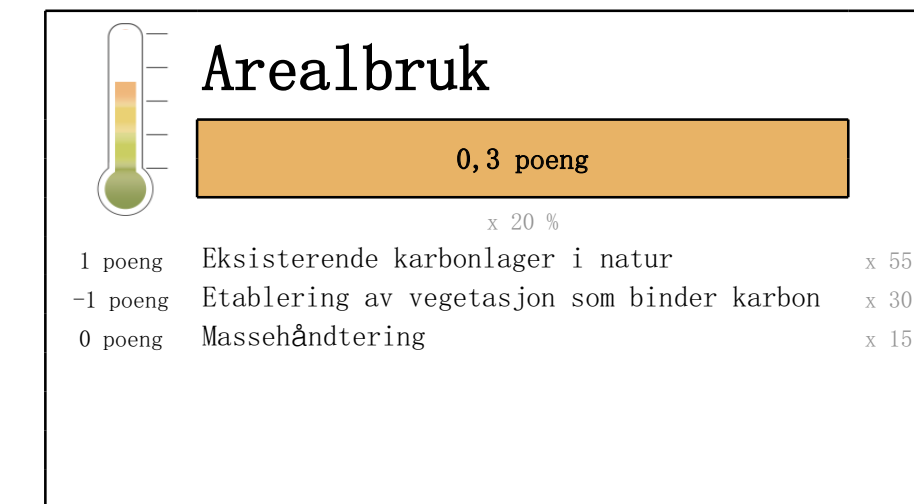 Arealbruk
0,3 poeng
x 20 %
1 poeng Eksisterende karbonlager i natur x 55
-1 poeng Etablering av vegetasjon som binder karbon x 30
0 poeng Massehåndtering x 15